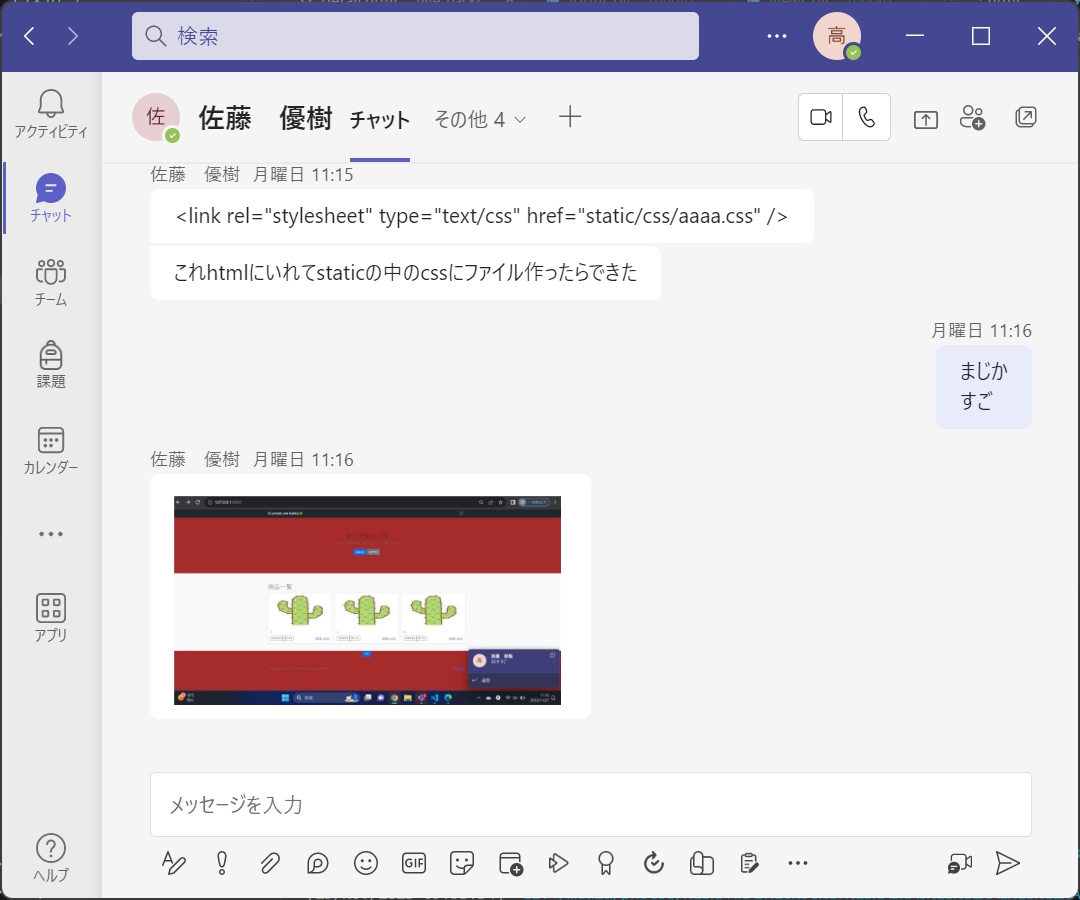 検索
高
アクティビティ
チャット
チーム
課題
カレンダー
アプリ
ヘルプ
佐
佐藤　優樹
チャット
その他 4
佐藤　優樹 月曜日 11:15
<link rel="stylesheet" type="text/css" href="static/css/aaaa.css" />
これhtmlにいれてstaticの中のcssにファイル作ったらできた
月曜日 11:16
まじか
すご
佐藤　優樹 月曜日 11:16
商品一覧
メッセージを入力
GIF